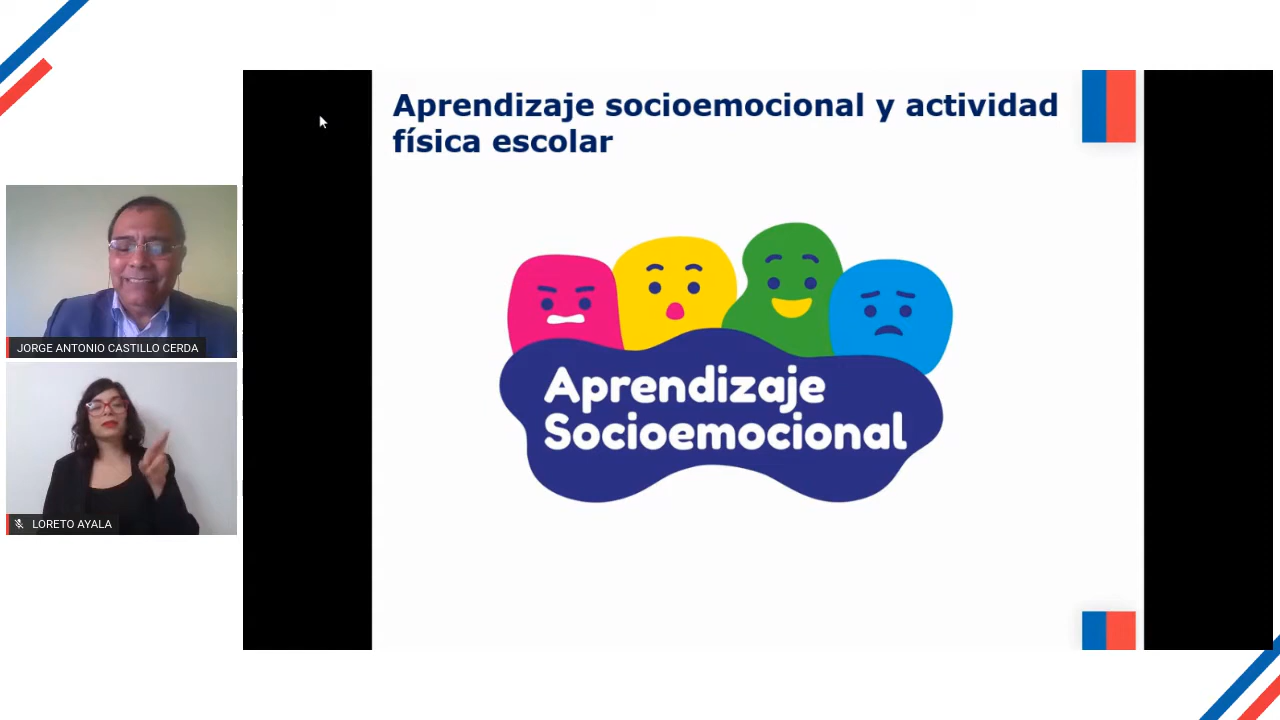 Aprendizaje socioemocional y actividad
física escolar
JORGE ANTONIO CASTILLO CERDA
LORETO AYALA
Aprendizaje
Socioemocional